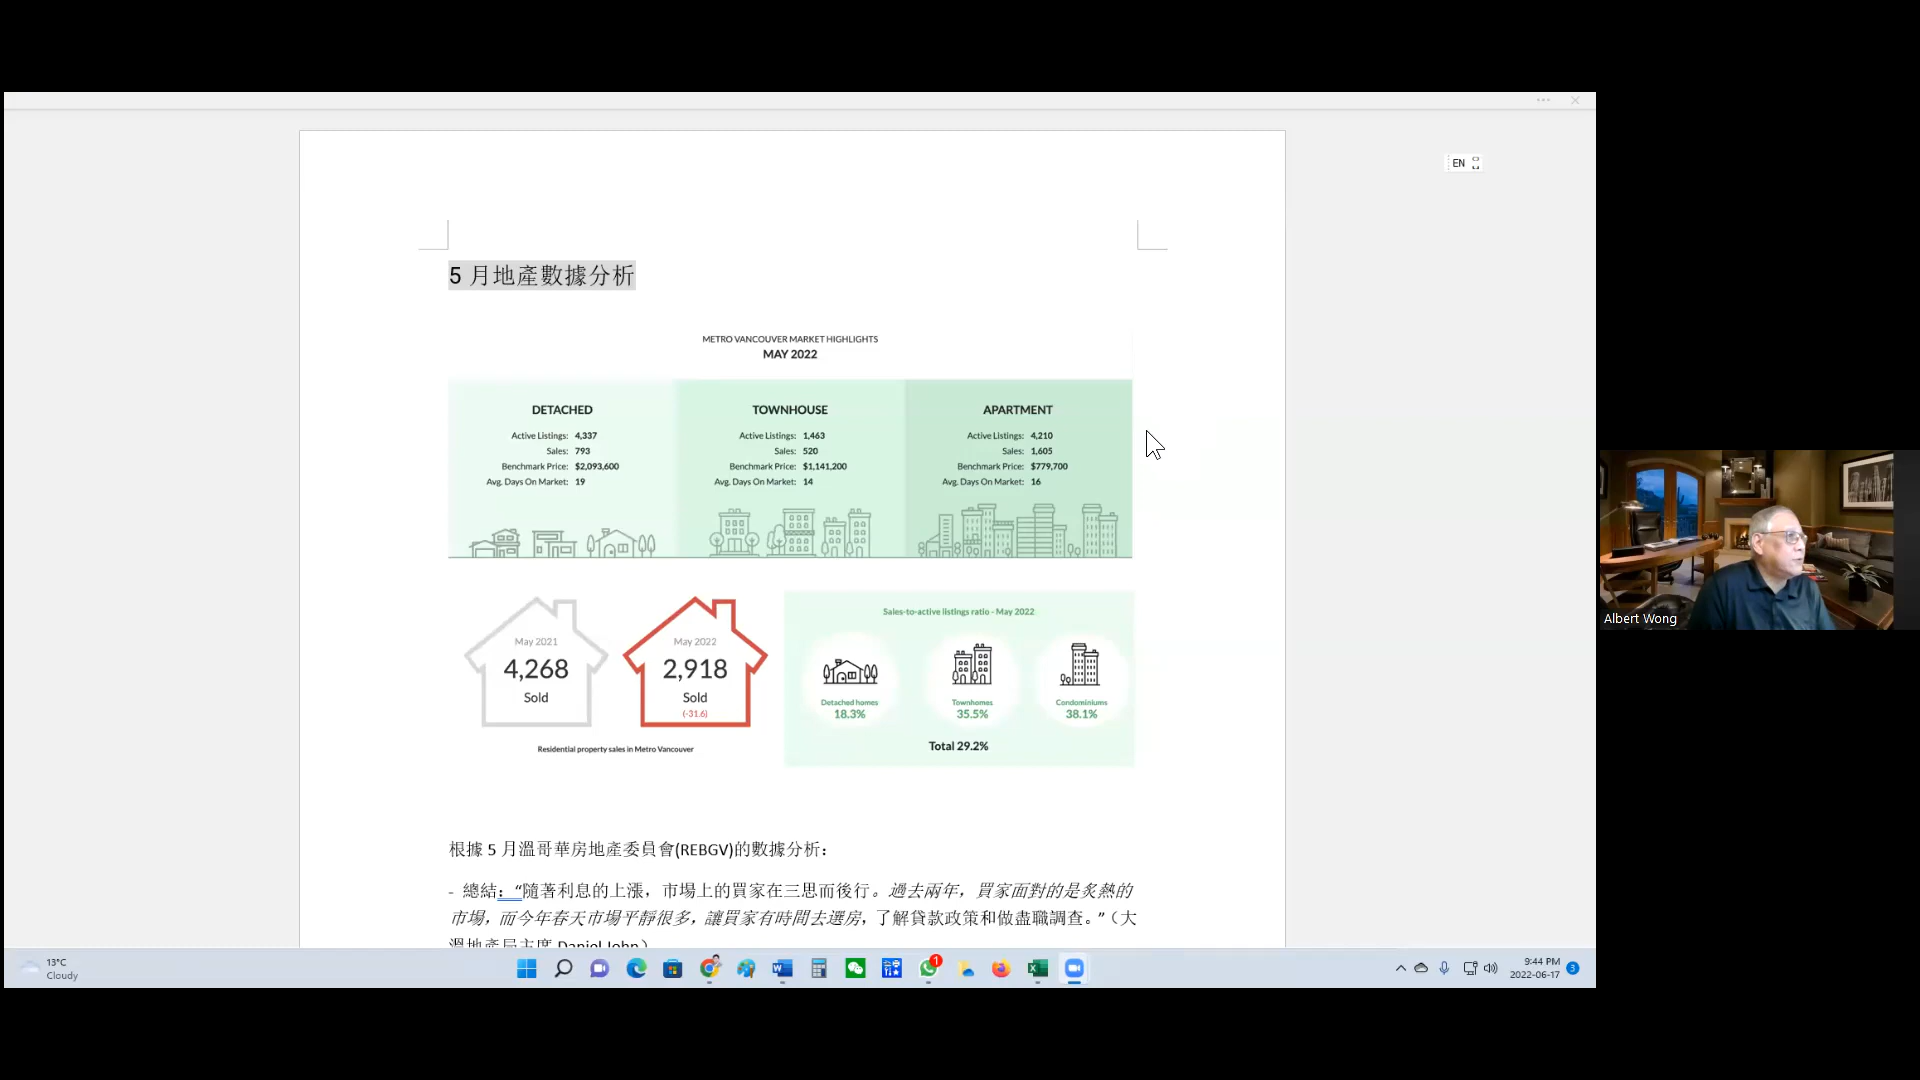 EN
5 月地產數據分析
METRO VANCOUVER MARKET HIGHLIGHTS
MAY 2022
DETACHED
Active Listings: 4,337
Sales: 793
Benchmark Price: $2,093,600
Avg. Days On Market: 19
TOWNHOUSE
Active Listings: 1,463
Sales: 520
Benchmark Price: $1,141,200
Avg. Days On Market: 14
APARTMENT
Active Listings: 4,210
Sales: 1,605
Benchmark Price: $779,700
Avg. Days On Market: 16
May 2021
4,268
Sold
May 2022
2,918
Sold
(-31.6)
Residential property sales in Metro Vancouver
Sales-to-active listings ratio - May 2022
Detached homes
18.3%
Townhomes
35.5%
Condominiums
38.1%
Total 29.2%
根據 5 月溫哥華房地產委員會(REBGV)的數據分析：
- 總結：“隨著利息的上漲，市場上的買家在三思而後行。過去兩年，買家面對的是炙熱的
市場，而今年春天市場平靜很多，讓買家有時間去選房，了解貸款政策和做盡職調查。”（大
溫地產局主席 Daniel John）
Albert Wong
13°C
Cloudy
1
9:44 PM
2022-06-17
3